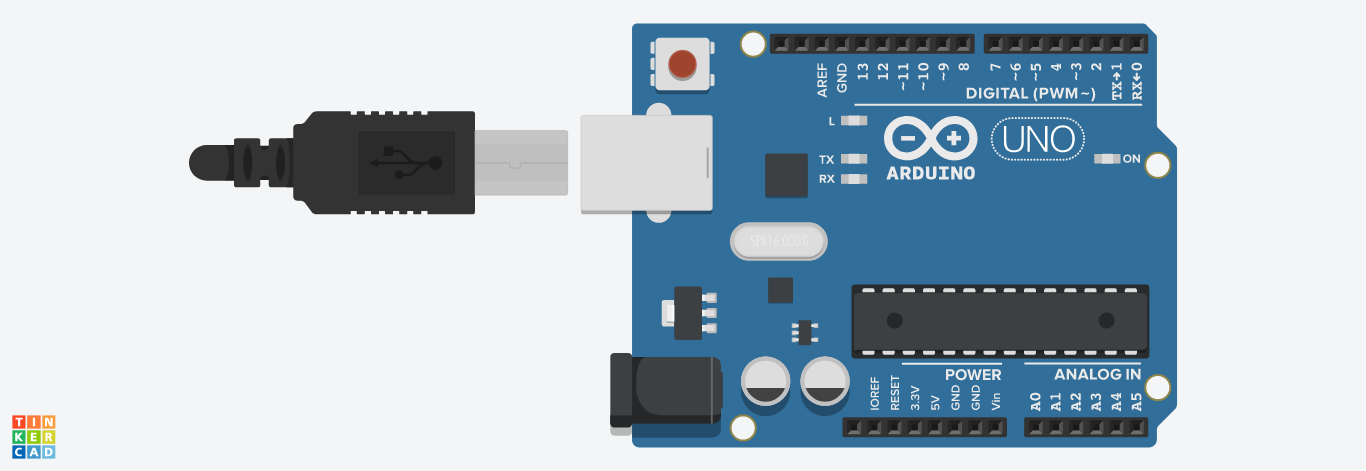 AREF
GND
13
12
~11
~10
~9
8
7
~6
~5
4
~3
2
TX→1
RX←0
DIGITAL (PWM~)
L
TX
RX
UNO
ON
ARDUINO
SPK16.000G
POWER
ANALOG IN
IOREF
RESET
3.3V
5V
GND
GND
Vin
A0
A1
A2
A3
A4
A5
TIN
KER
CAD